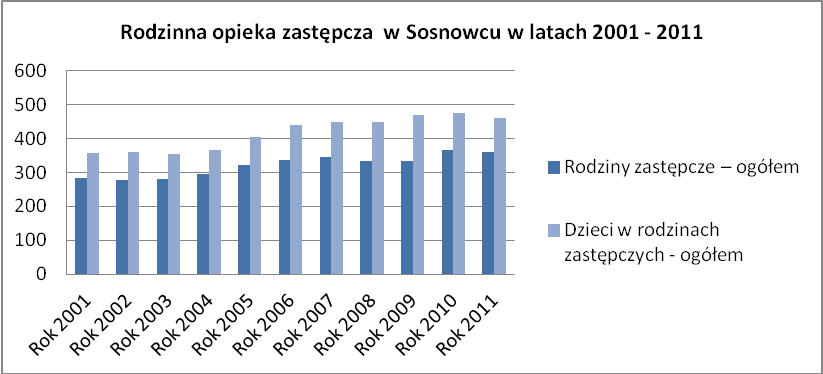 Rodzinna opieka zastępcza  w Sosnowcu w latach 2001 - 2011
600
500
400
300
200
100
0
Rok 2001
Rok 2002
Rok 2003
Rok 2004
Rok 2005
Rok 2006
Rok 2007
Rok 2008
Rok 2009
Rok 2010
Rok 2011
Rodziny zastępcze – ogółem
Dzieci w rodzinach
zastępczych - ogółem